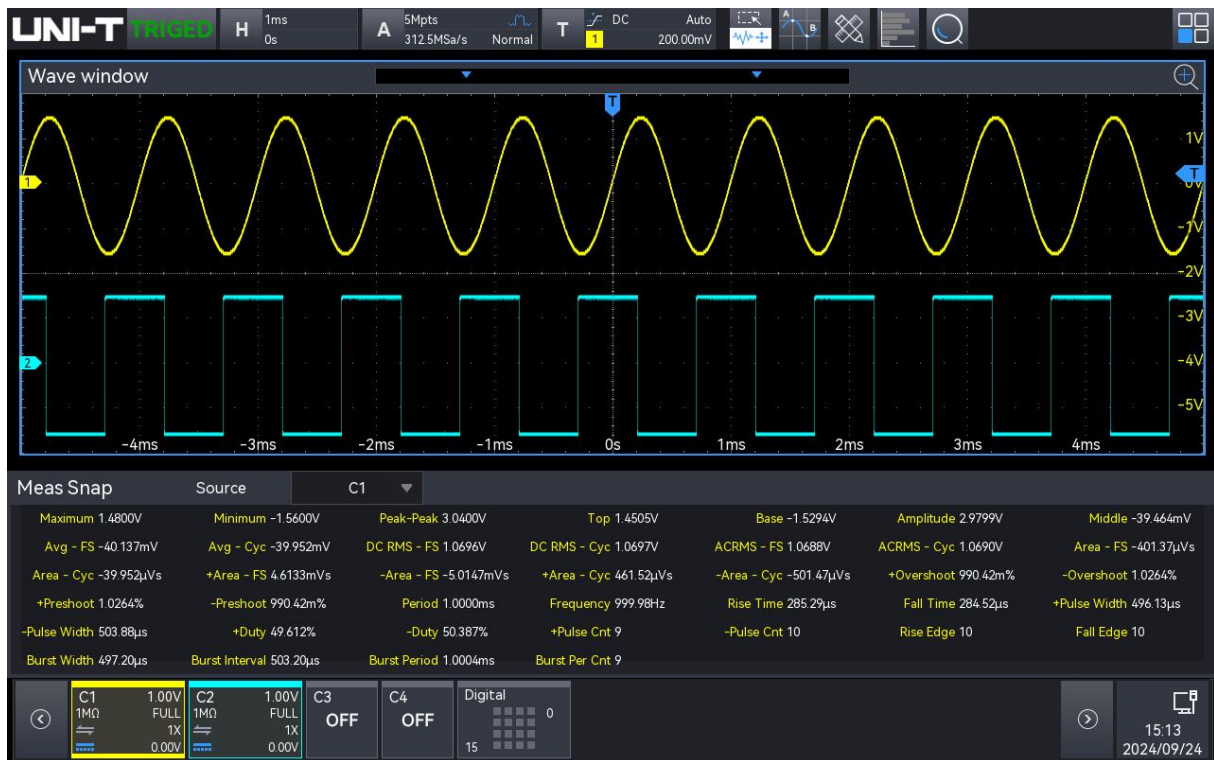 UNI-T TRIGED H 1ms A 5Mpts T DC Auto
0s 312.5MSa/s Normal 1 200.00mV A B
Wave window
T
1V
1 T
0V
-1V
-2V
-3V
2 -4V
-5V
-4ms -3ms -2ms -1ms 0s 1ms 2ms 3ms 4ms
Meas Snap Source C1
Maximum 1.4800V Minimum -1.5600V Peak-Peak 3.0400V Top 1.4505V Base -1.5294V Amplitude 2.9799V Middle -39.464mV
Avg - FS -40.137mV Avg - Cyc -39.952mV DC RMS - FS 1.0696V DC RMS - Cyc 1.0697V ACRMS - FS 1.0688V ACRMS - Cyc 1.0690V Area - FS -401.37μVs
Area - Cyc -39.952μVs +Area - FS 4.6133mVs -Area - FS -5.0147mVs +Area - Cyc 461.52μVs -Area - Cyc -501.47μVs +Overshoot 990.42m% -Overshoot 1.0264%
+Preshoot 1.0264% -Preshoot 990.42m% Period 1.0000ms Frequency 999.98Hz Rise Time 285.29μs Fall Time 284.52μs +Pulse Width 496.13μs
-Pulse Width 503.88μs +Duty 49.612% -Duty 50.387% +Pulse Cnt 9 -Pulse Cnt 10 Rise Edge 10 Fall Edge 10
Burst Width 497.20μs Burst Interval 503.20μs Burst Period 1.0004ms Burst Per Cnt 9
C1 1.00V C2 1.00V C3 C4 Digital
1MΩ FULL 1MΩ FULL OFF OFF 0
1X 1X 15:13
0.00V 0.00V 15 2024/09/24